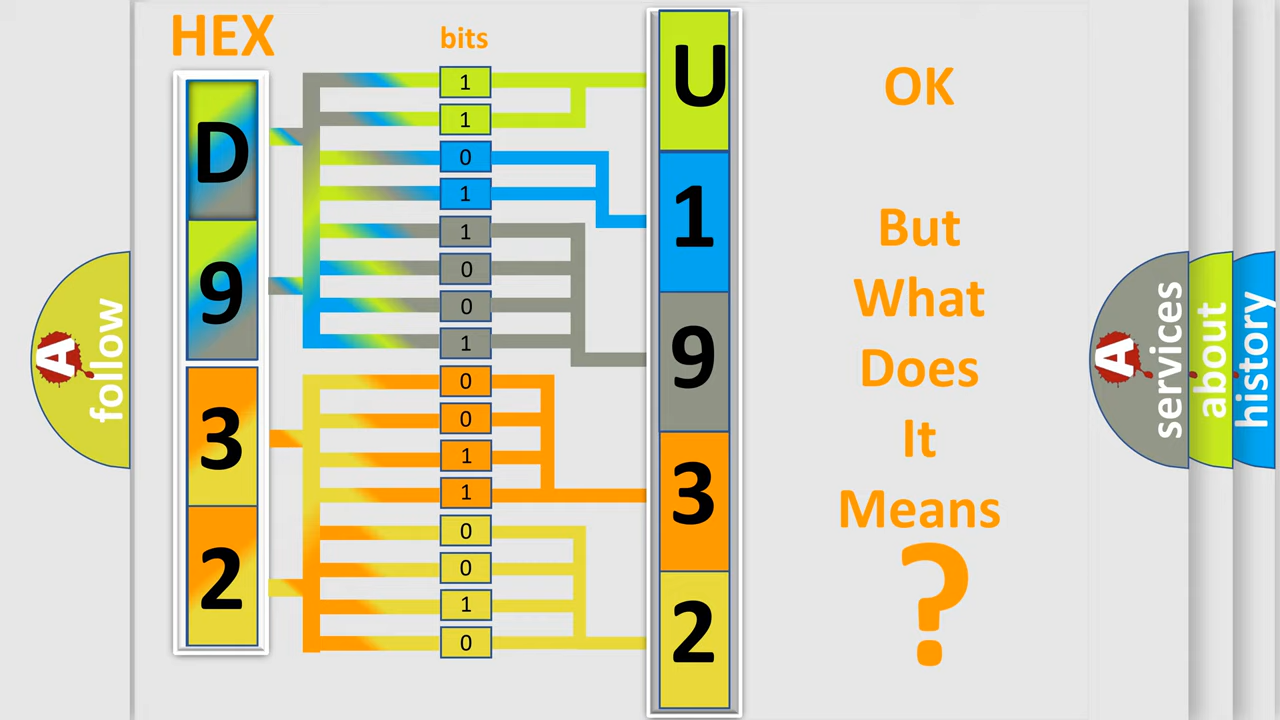 HEX
bits
D
9
3
2
1
1
0
1
1
0
0
1
0
0
1
1
0
0
1
0
U
1
9
3
2
OK
But
What
Does
It
Means
?
A
follow
A
services
about
history